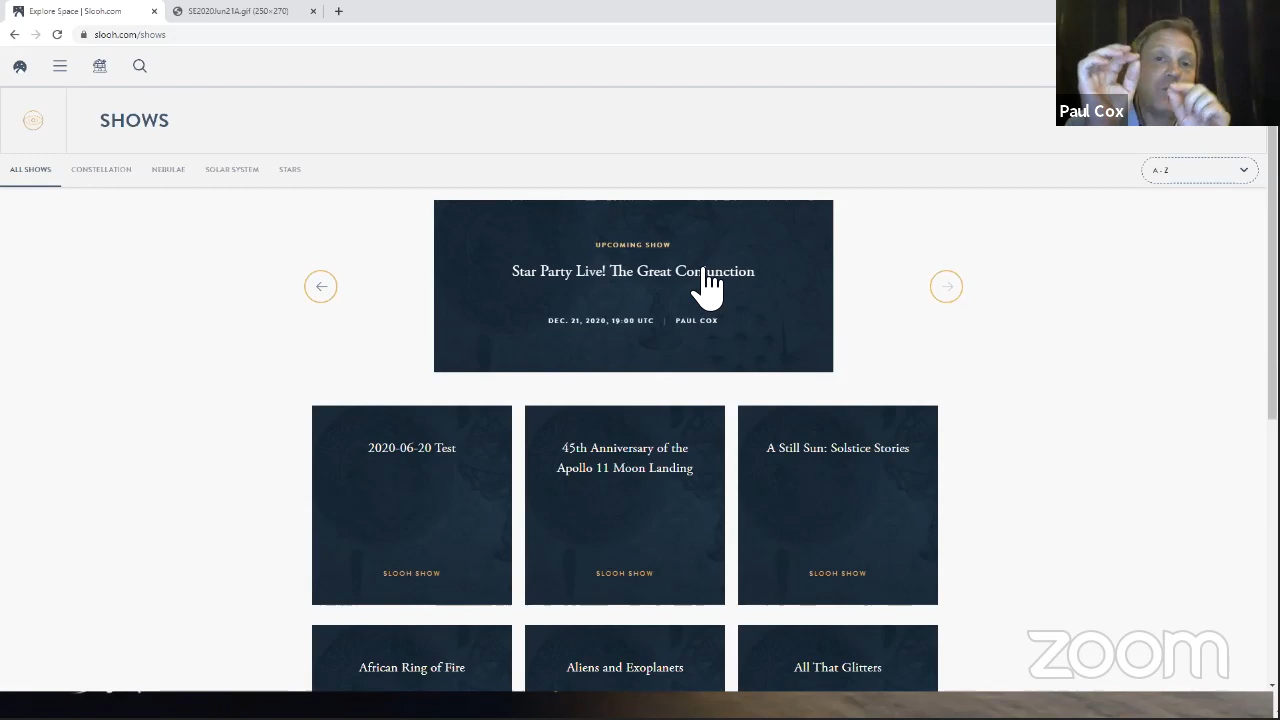 Explore Space | Slooh.com
SE2020Jun21A.gif (250×270)
slooh.com/shows
Paul Cox
SHOWS
ALL SHOWS
CONSTELLATION
NEBULAE
SOLAR SYSTEM
STARS
A - Z
UPCOMING SHOW
Star Party Live! The Great Conjunction
DEC. 21, 2020, 19:00 UTC | PAUL COX
2020-06-20 Test
SLOOH SHOW
45th Anniversary of the
Apollo 11 Moon Landing
SLOOH SHOW
A Still Sun: Solstice Stories
SLOOH SHOW
African Ring of Fire
Aliens and Exoplanets
All That Glitters
zoom